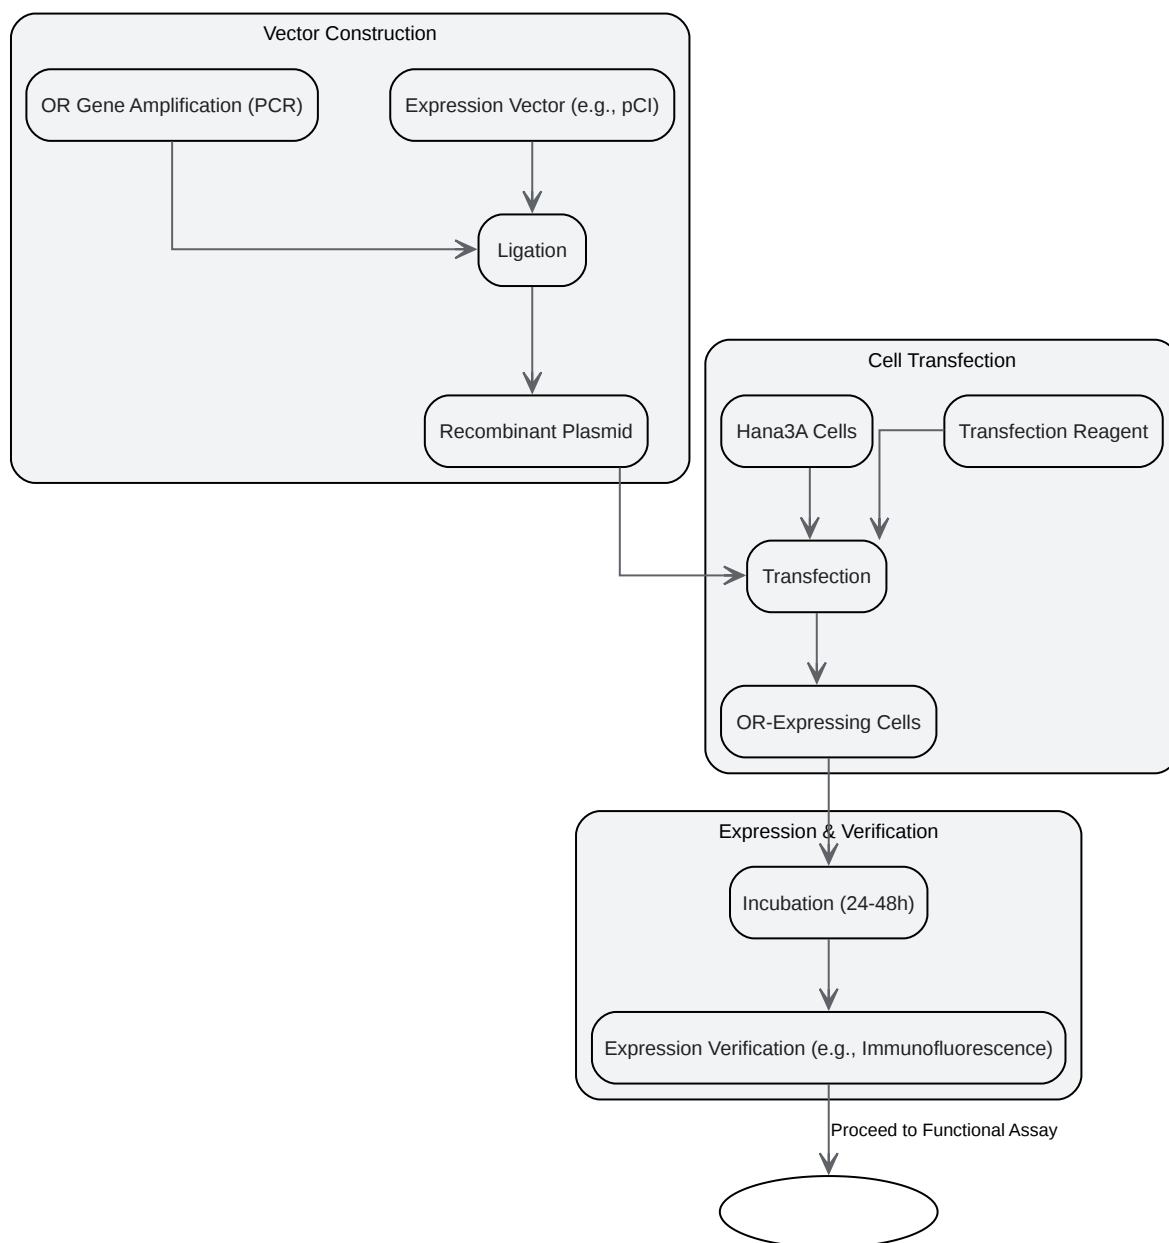 Vector Construction
OR Gene Amplification (PCR)
Expression Vector (e.g., pCI)
Ligation
Recombinant Plasmid
Cell Transfection
Hana3A Cells
Transfection Reagent
Transfection
OR-Expressing Cells
Expression & Verification
Incubation (24-48h)
Expression Verification (e.g., Immunofluorescence)
Proceed to Functional Assay